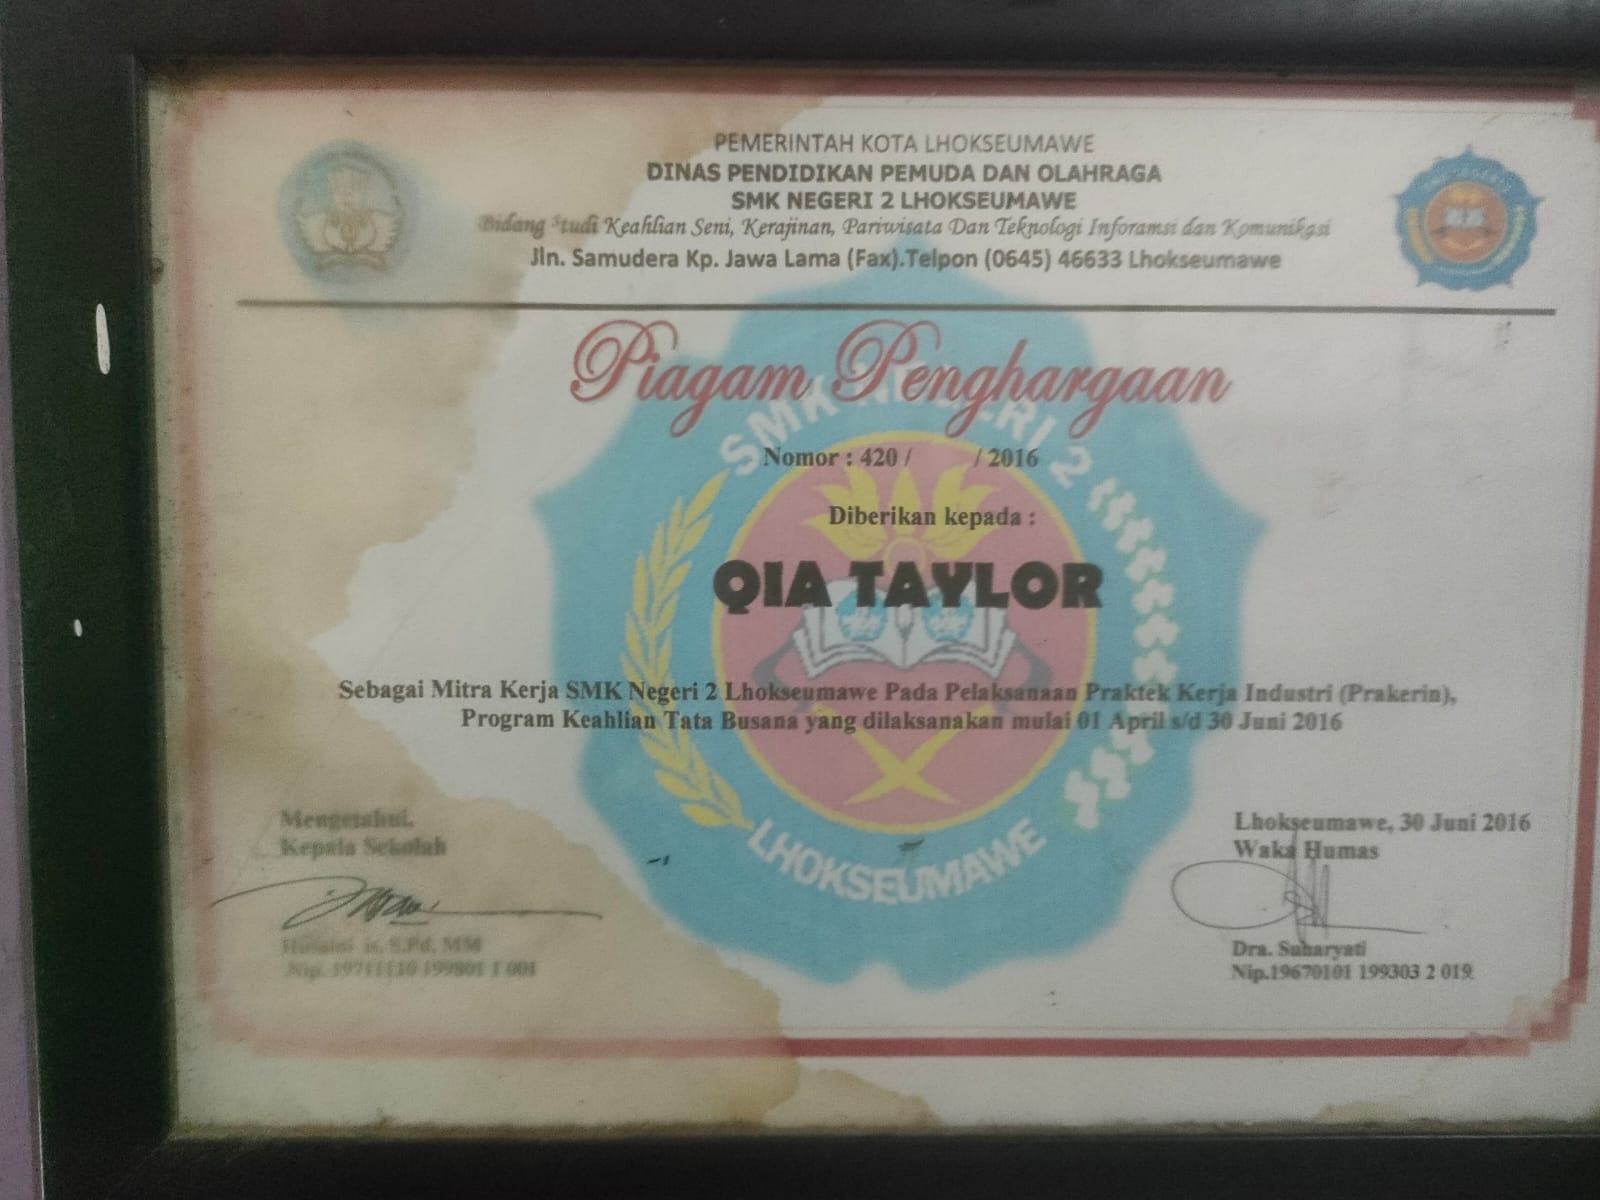 PEMERINTAH KOTA LHOKSEUMAWE
DINAS PENDIDIKAN PEMUDA DAN OLAHRAGA
SMK NEGERI 2 LHOKSEUMAWE
Bidang Studi Keahlian Seni, Kerajinan, Pariwisata Dan Teknologi Inforamsi dan Komunikasi
Jln. Samudera Kp. Jawa Lama (Fax).Telpon (0645) 46633 Lhokseumawe
Piagam Penghargaan
SMK NEGERI 2
Nomor : 420 / / 2016
Diberikan kepada :
QIA TAYLOR
Sebagai Mitra Kerja SMK Negeri 2 Lhokseumawe Pada Pelaksanaan Praktek Kerja Industri (Prakerin),
Program Keahlian Tata Busana yang dilaksanakan mulai 01 April s/d 30 Juni 2016
LHOKSEUMAWE
Mengetahui,
Kepala Sekolah
Husaini is, S.Pd, MM
Nip. 19711110 199801 1 001
Lhokseumawe, 30 Juni 2016
Waka Humas
Dra. Suharyati
Nip.19670101 199303 2 019